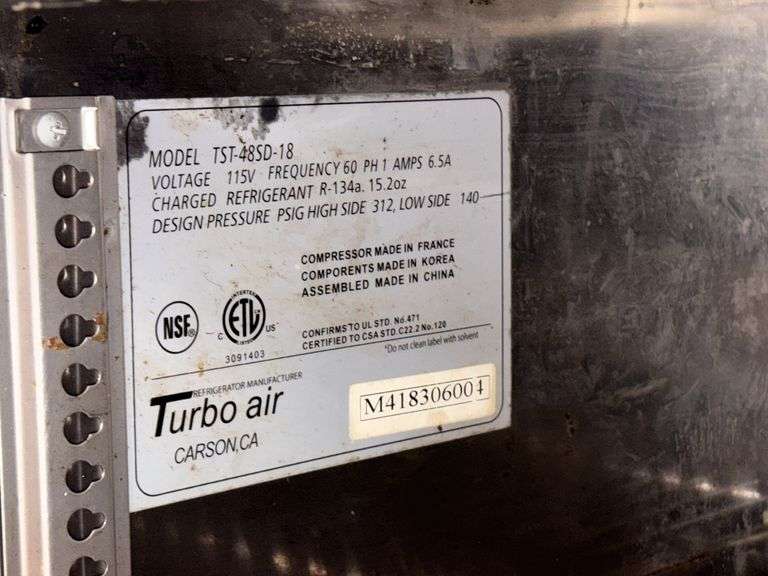 MODEL TST-48SD-18
VOLTAGE 115V FREQUENCY 60 PH 1 AMPS 6.5A
CHARGED REFRIGERANT R-134a. 15.2oz
DESIGN PRESSURE PSIG HIGH SIDE 312, LOW SIDE 140
COMPRESSOR MADE IN FRANCE
COMPONENTS MADE IN KOREA
ASSEMBLED MADE IN CHINA
NSF®
INTERTEK
C ETL US
3091403
CONFIRMS TO UL STD. No.471
CERTIFIED TO CSA STD.C22.2 No.120
*Do not clean label with solvent
REFRIGERATOR MANUFACTURER
Turbo air
CARSON,CA
M418306004